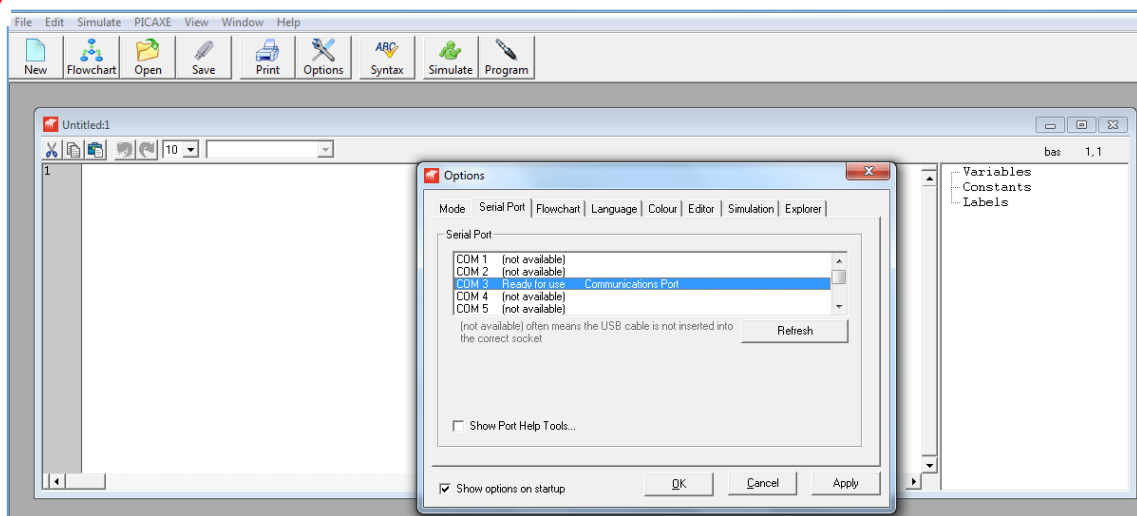 File Edit Simulate PICAXE View Window Help
New Flowchart Open Save Print Options ABC Syntax Simulate Program
Untitled:1
10
bas 1,1
1
Variables
Constants
Labels
Options
Mode Serial Port Flowchart Language Colour Editor Simulation Explorer
Serial Port
COM 1 (not available)
COM 2 (not available)
COM 3 Ready for use Communications Port
COM 4 (not available)
COM 5 (not available)
(not available) often means the USB cable is not inserted into
the correct socket
Refresh
Show Port Help Tools...
Show options on startup
OK Cancel Apply